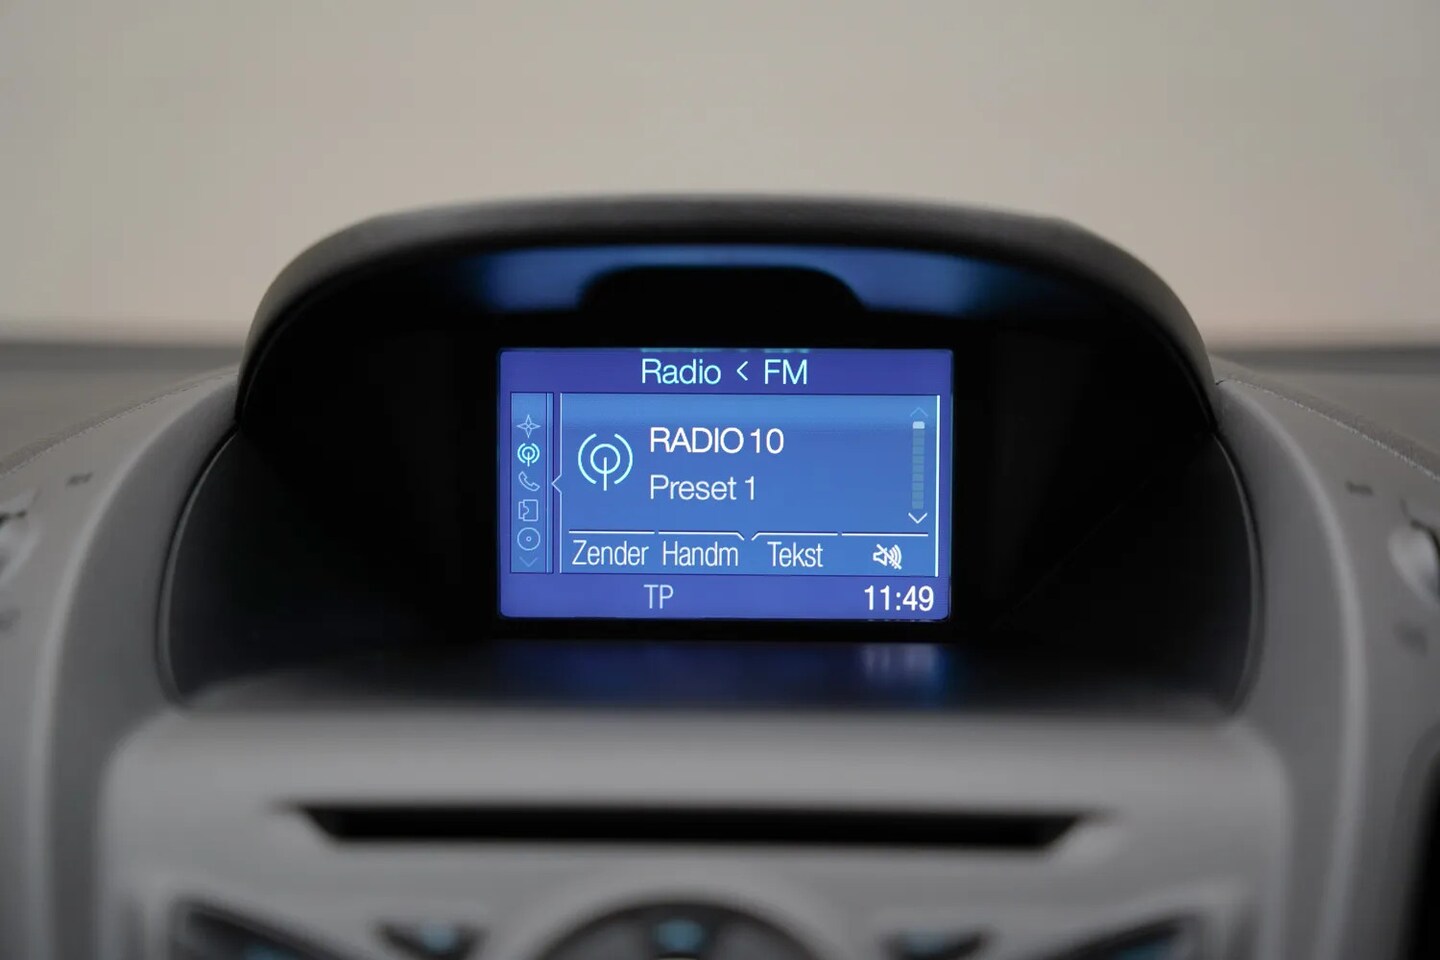 Radio < FM
RADIO 10
Preset 1
Zender Handm Tekst
TP 11:49